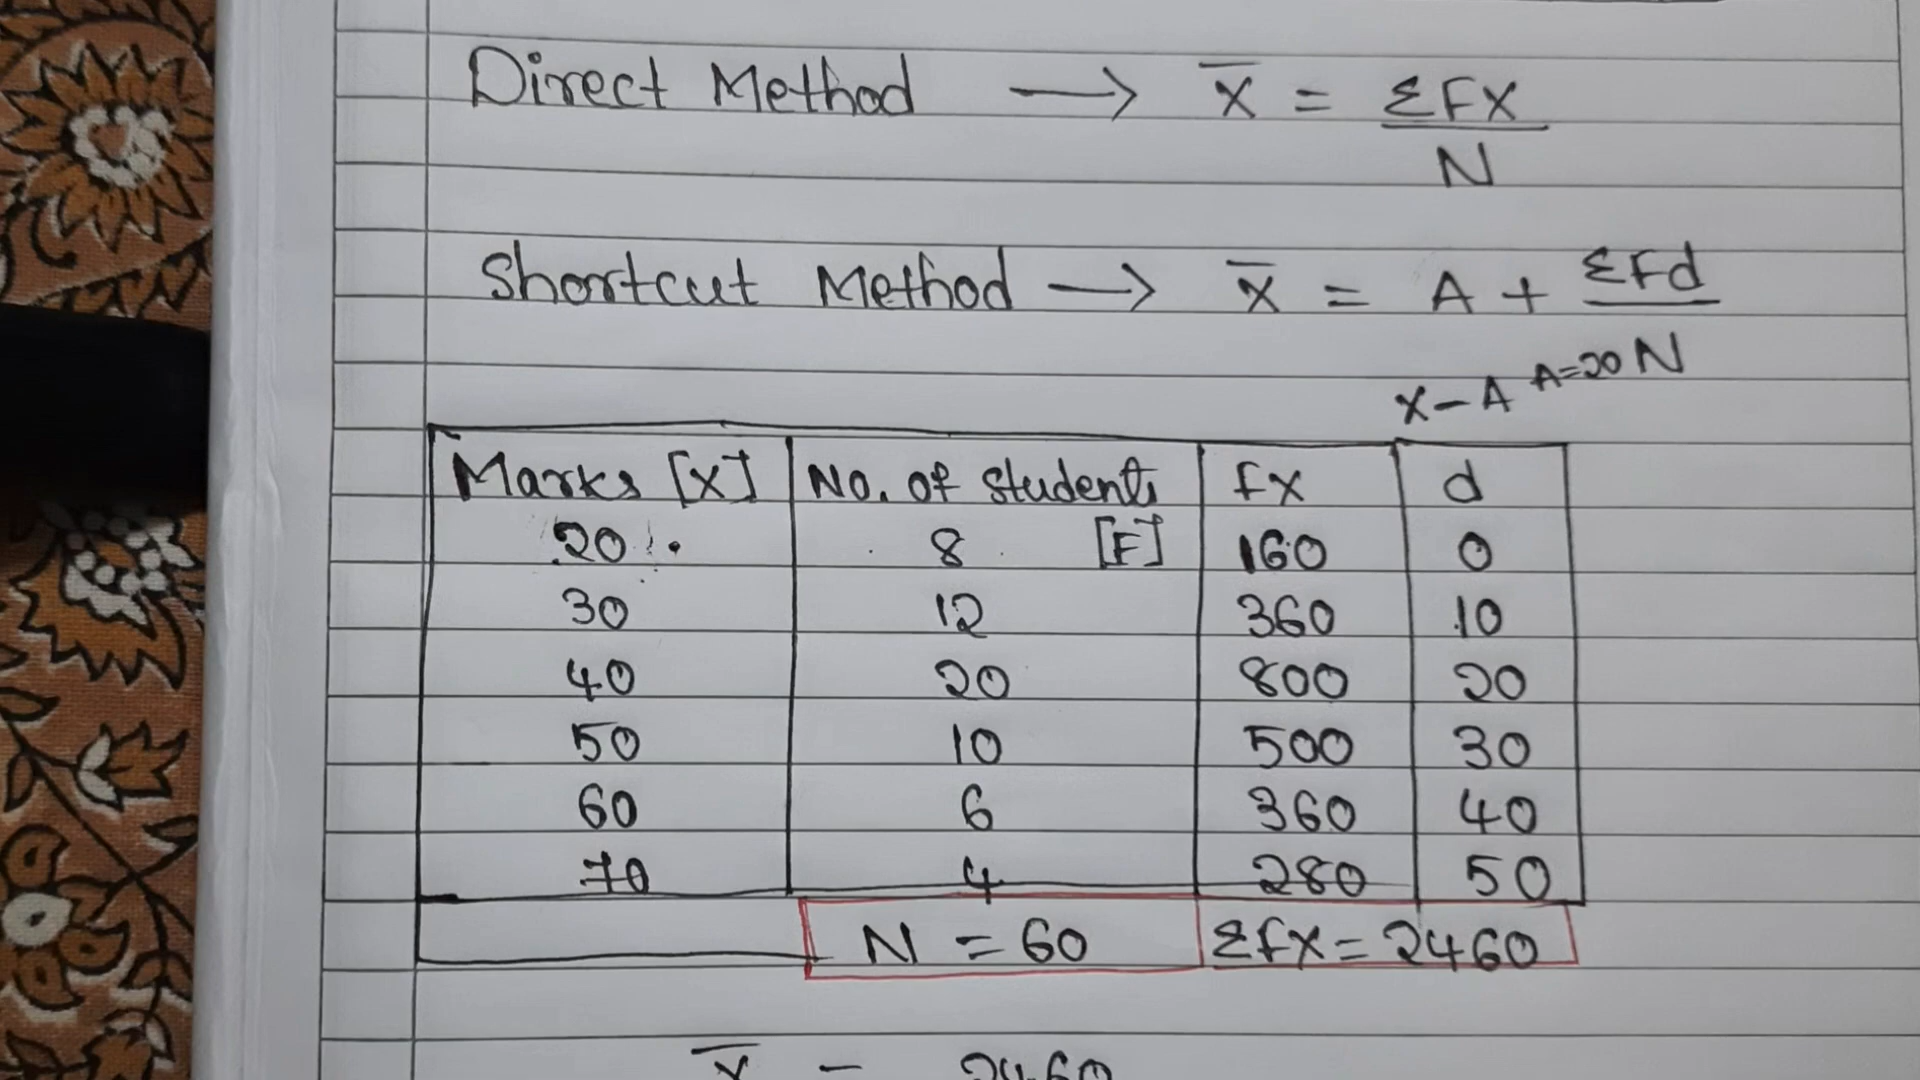 Direct Method → X̅ = ΣFX / N
Shortcut Method → X̅ = A + ΣFd / N
X-A A=20
Marks [X] No. of students [F] fX d
20 8 160 0
30 12 360 10
40 20 800 20
50 10 500 30
60 6 360 40
70 4 280 50
N = 60 ΣfX = 2460
X̅ = 2460